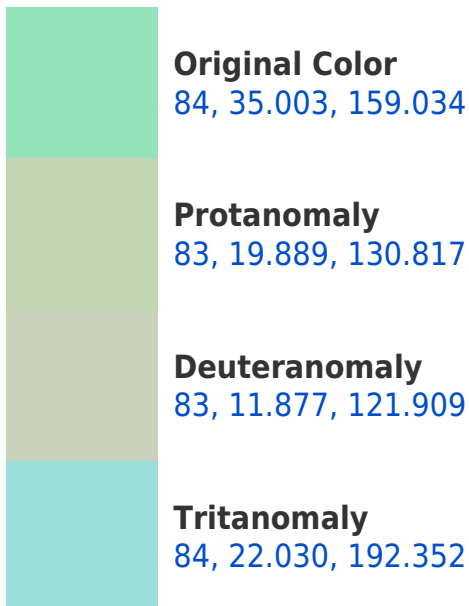 Original Color
84, 35.003, 159.034
Protanomaly
83, 19.889, 130.817
Deuteranomaly
83, 11.877, 121.909
Tritanomaly
84, 22.030, 192.352